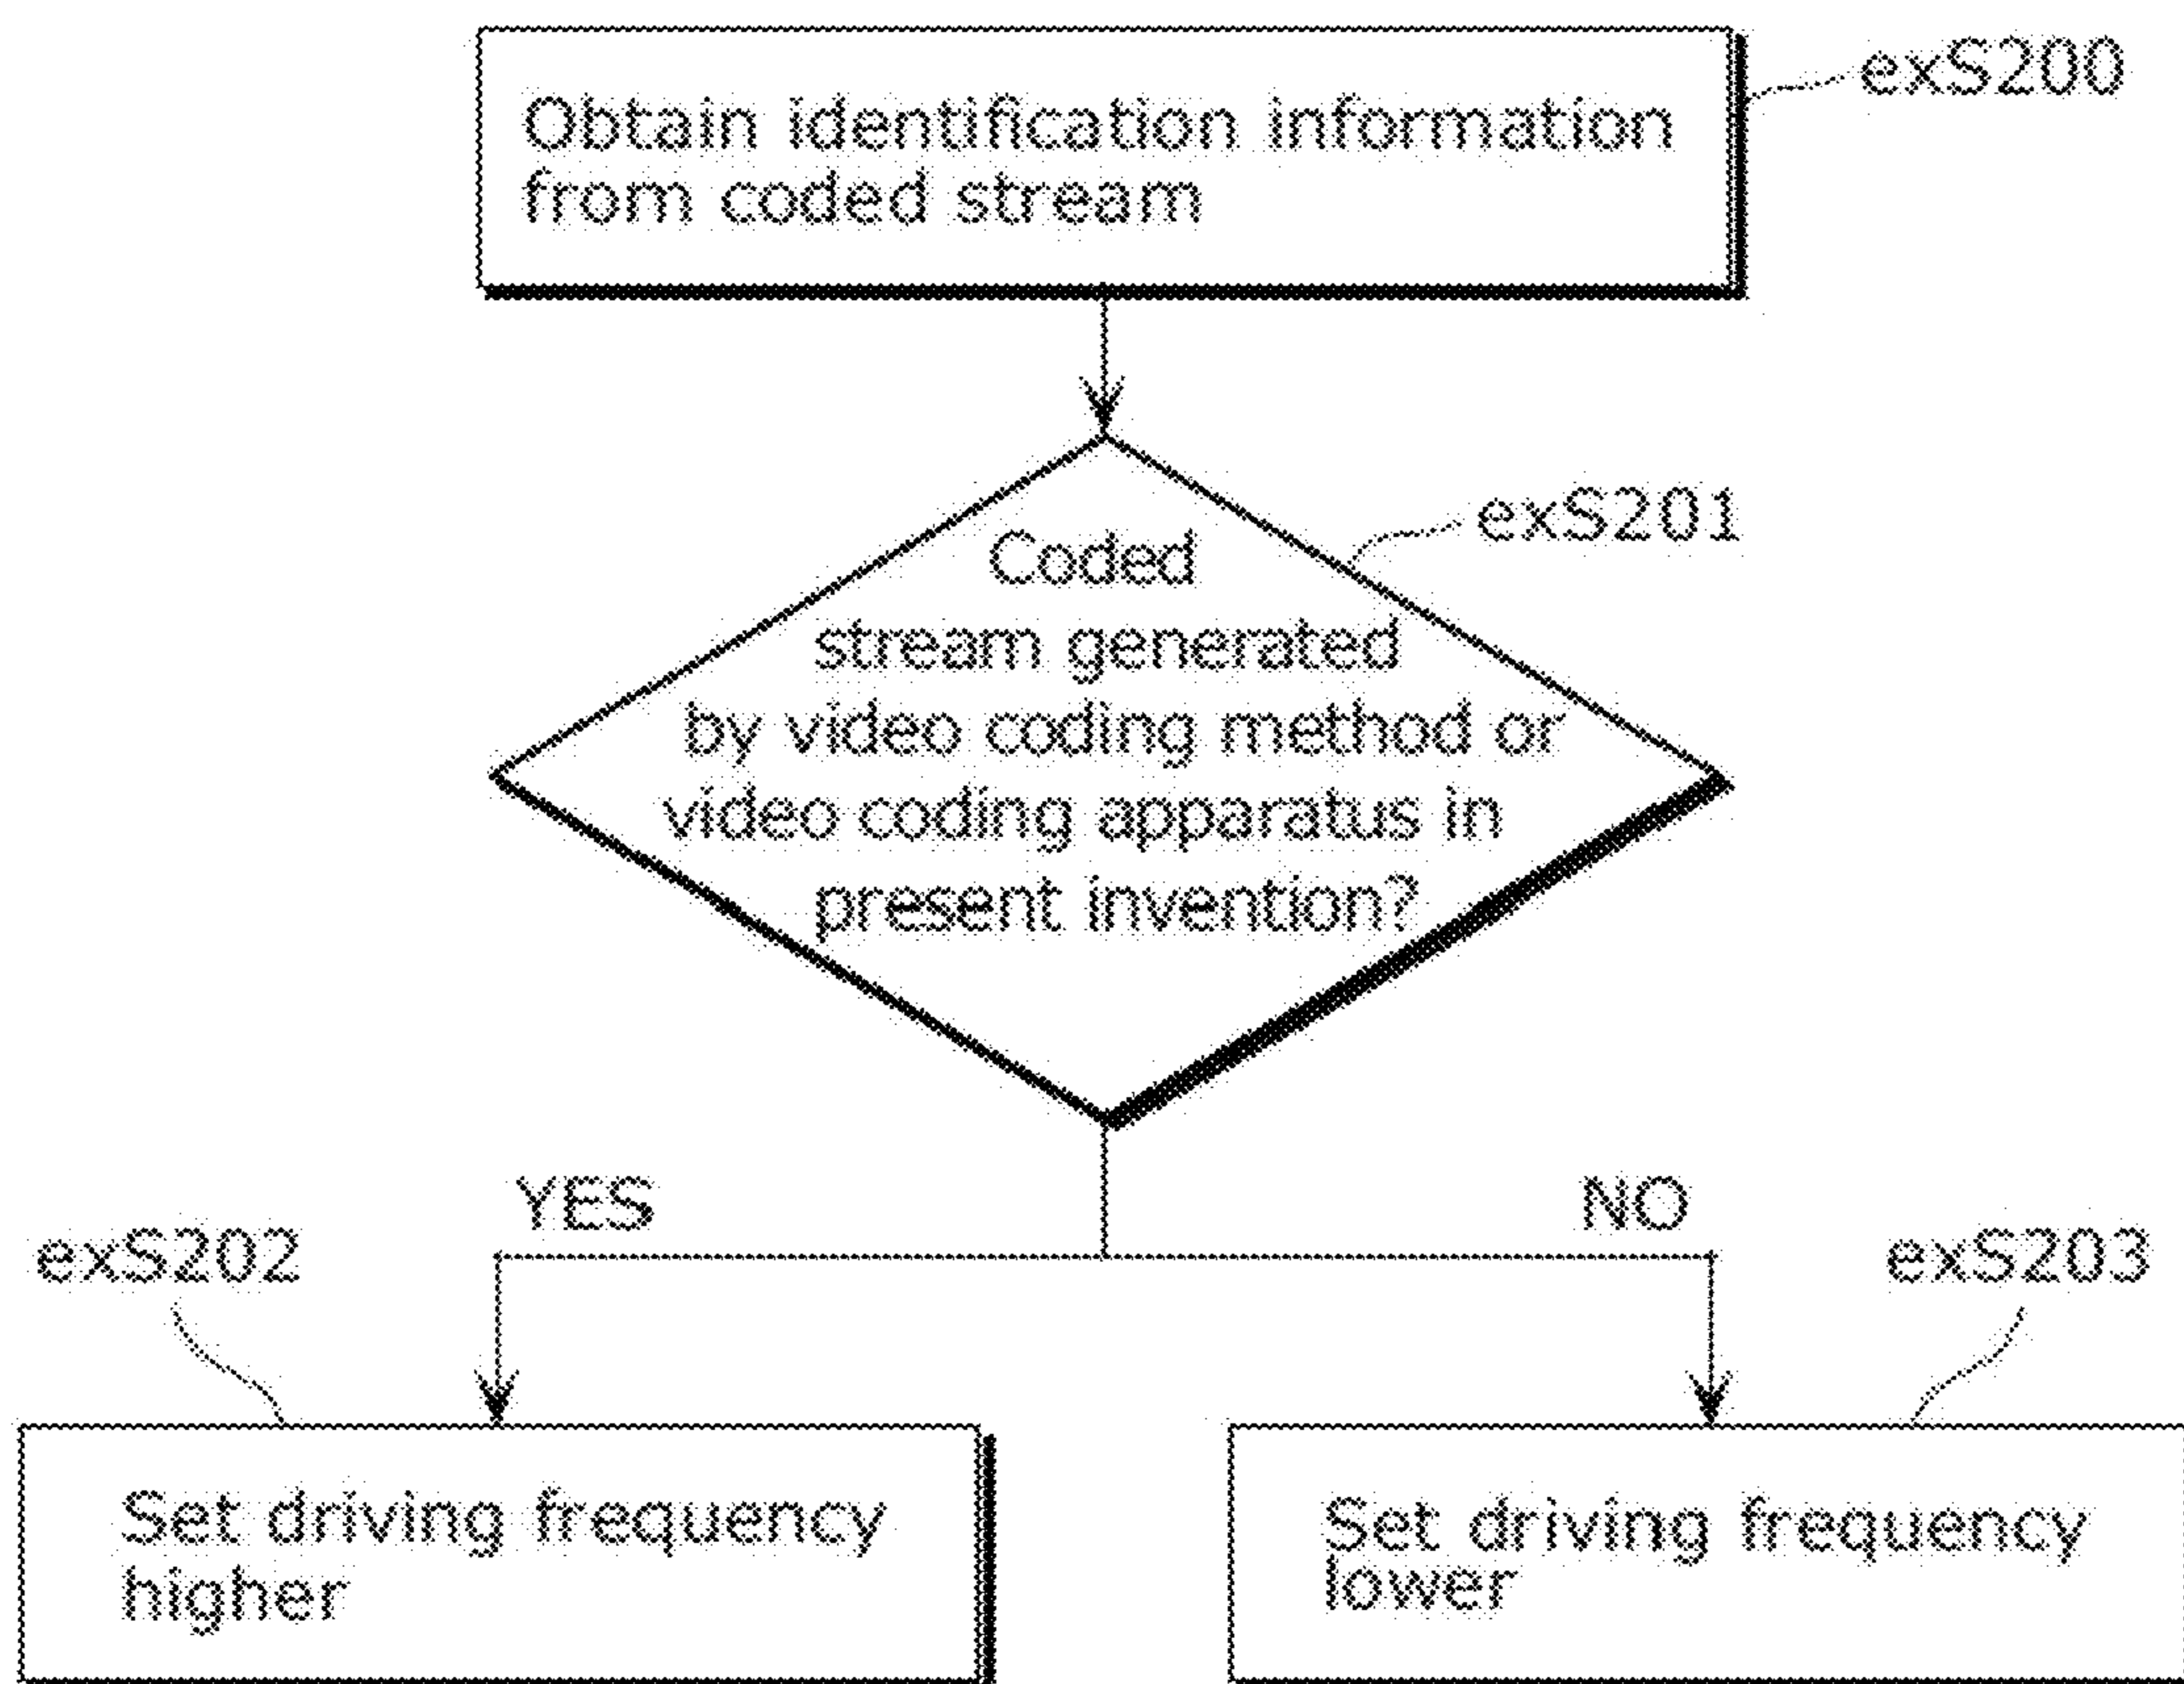 exS200
Obtain identification information
from coded stream
exS201
Coded
stream generated
by video coding method or
video coding apparatus in
present invention?
YES
NO
exS202
exS203
Set driving frequency
higher
Set driving frequency
lower